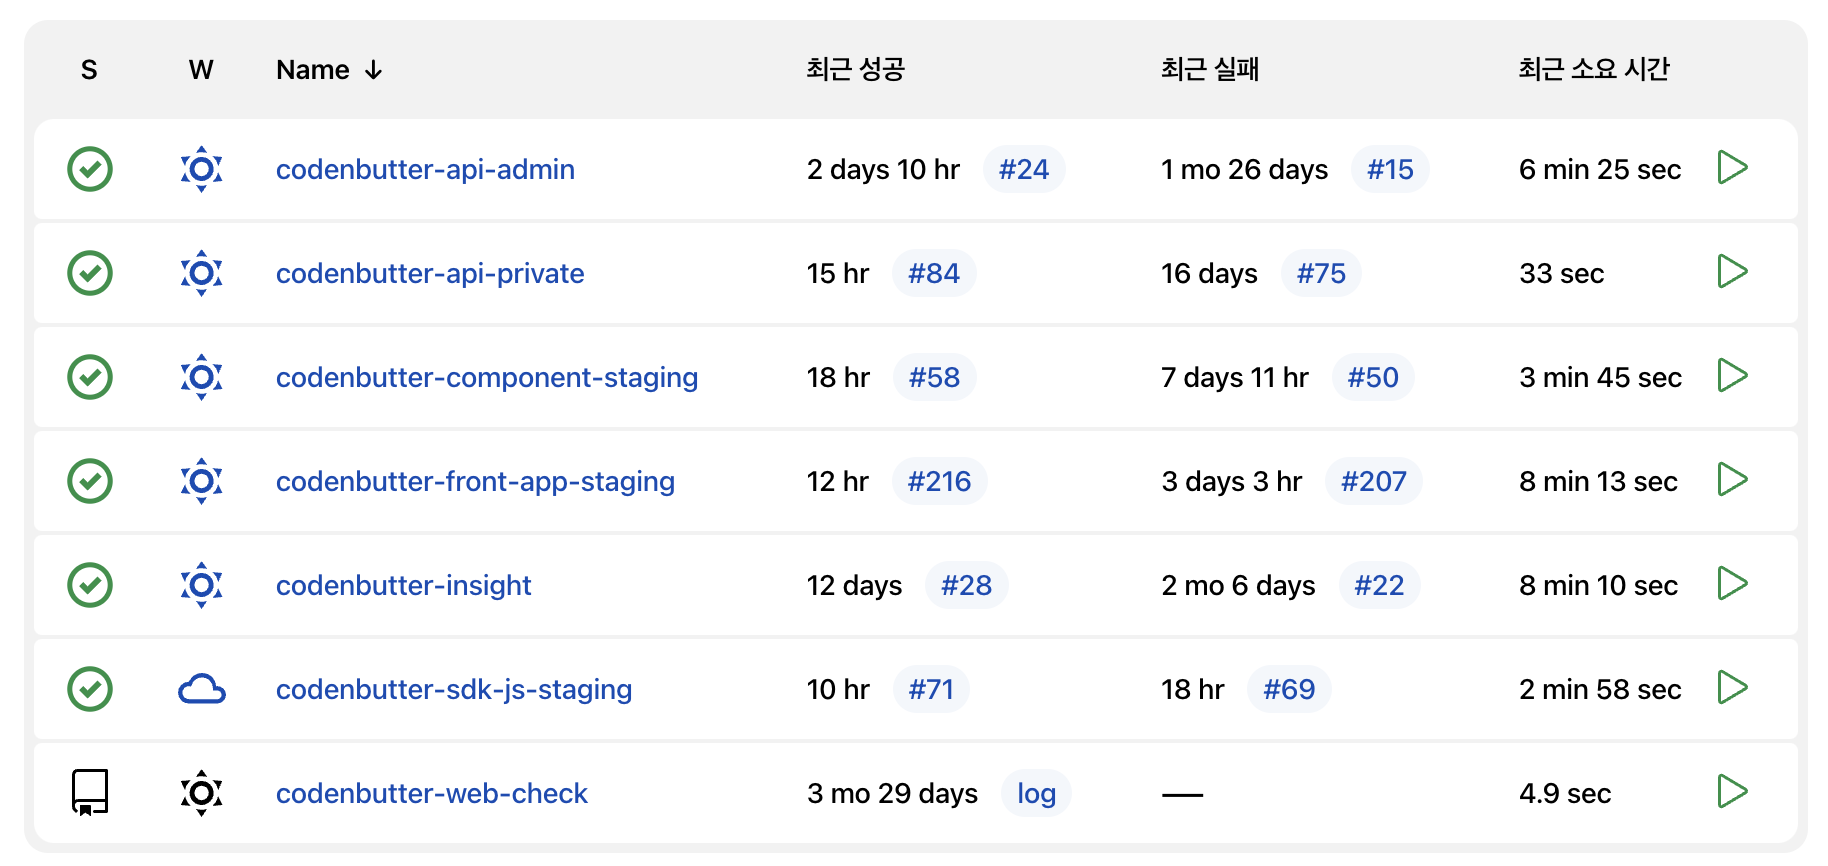 S W Name ↓ 최근 성공 최근 실패 최근 소요 시간
codenbutter-api-admin 2 days 10 hr #24 1 mo 26 days #15 6 min 25 sec
codenbutter-api-private 15 hr #84 16 days #75 33 sec
codenbutter-component-staging 18 hr #58 7 days 11 hr #50 3 min 45 sec
codenbutter-front-app-staging 12 hr #216 3 days 3 hr #207 8 min 13 sec
codenbutter-insight 12 days #28 2 mo 6 days #22 8 min 10 sec
codenbutter-sdk-js-staging 10 hr #71 18 hr #69 2 min 58 sec
codenbutter-web-check 3 mo 29 days log — 4.9 sec